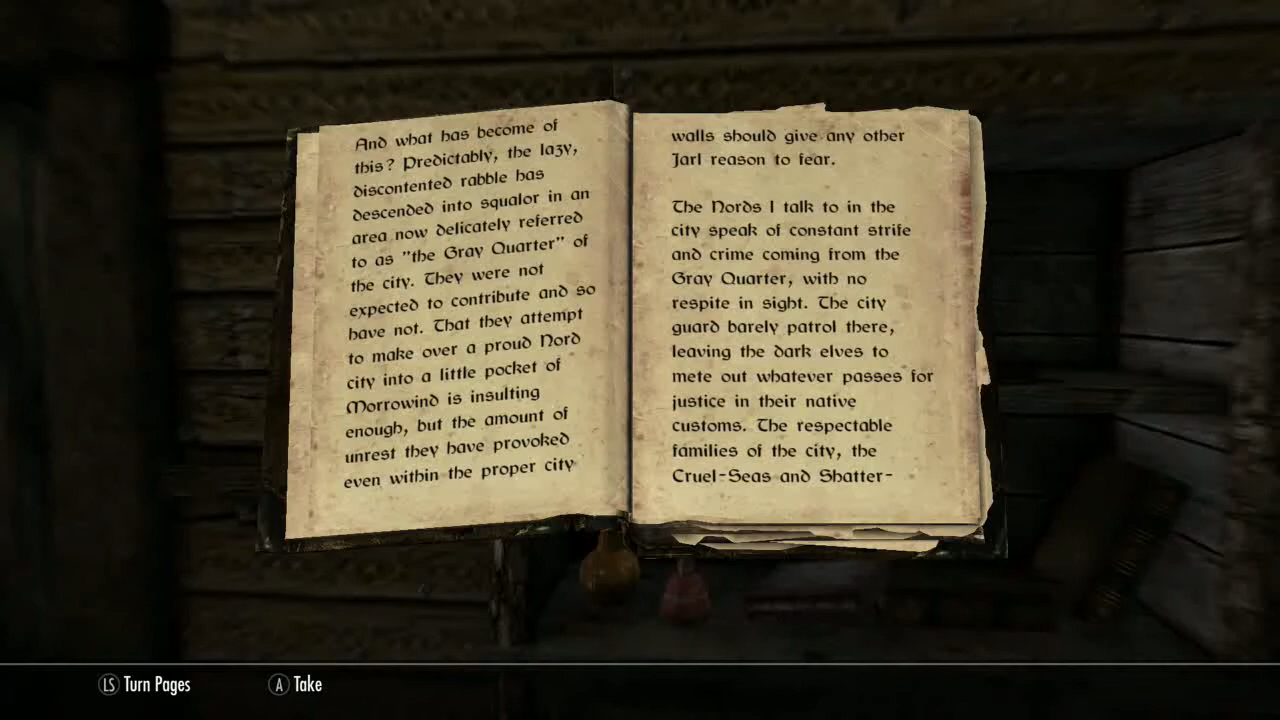 And what has become of
this? Predictably, the lazy,
discontented rabble has
descended into squalor in an
area now delicately referred
to as "the Gray Quarter" of
the city. They were not
expected to contribute and so
have not. That they attempt
to make over a proud Nord
city into a little pocket of
Morrowind is insulting
enough, but the amount of
unrest they have provoked
even within the proper city
walls should give any other
Jarl reason to fear.
The Nords I talk to in the
city speak of constant strife
and crime coming from the
Gray Quarter, with no
respite in sight. The city
guard barely patrol there,
leaving the dark elves to
mete out whatever passes for
justice in their native
customs. The respectable
families of the city, the
Cruel-Seas and Shatter-
LS Turn Pages
A Take